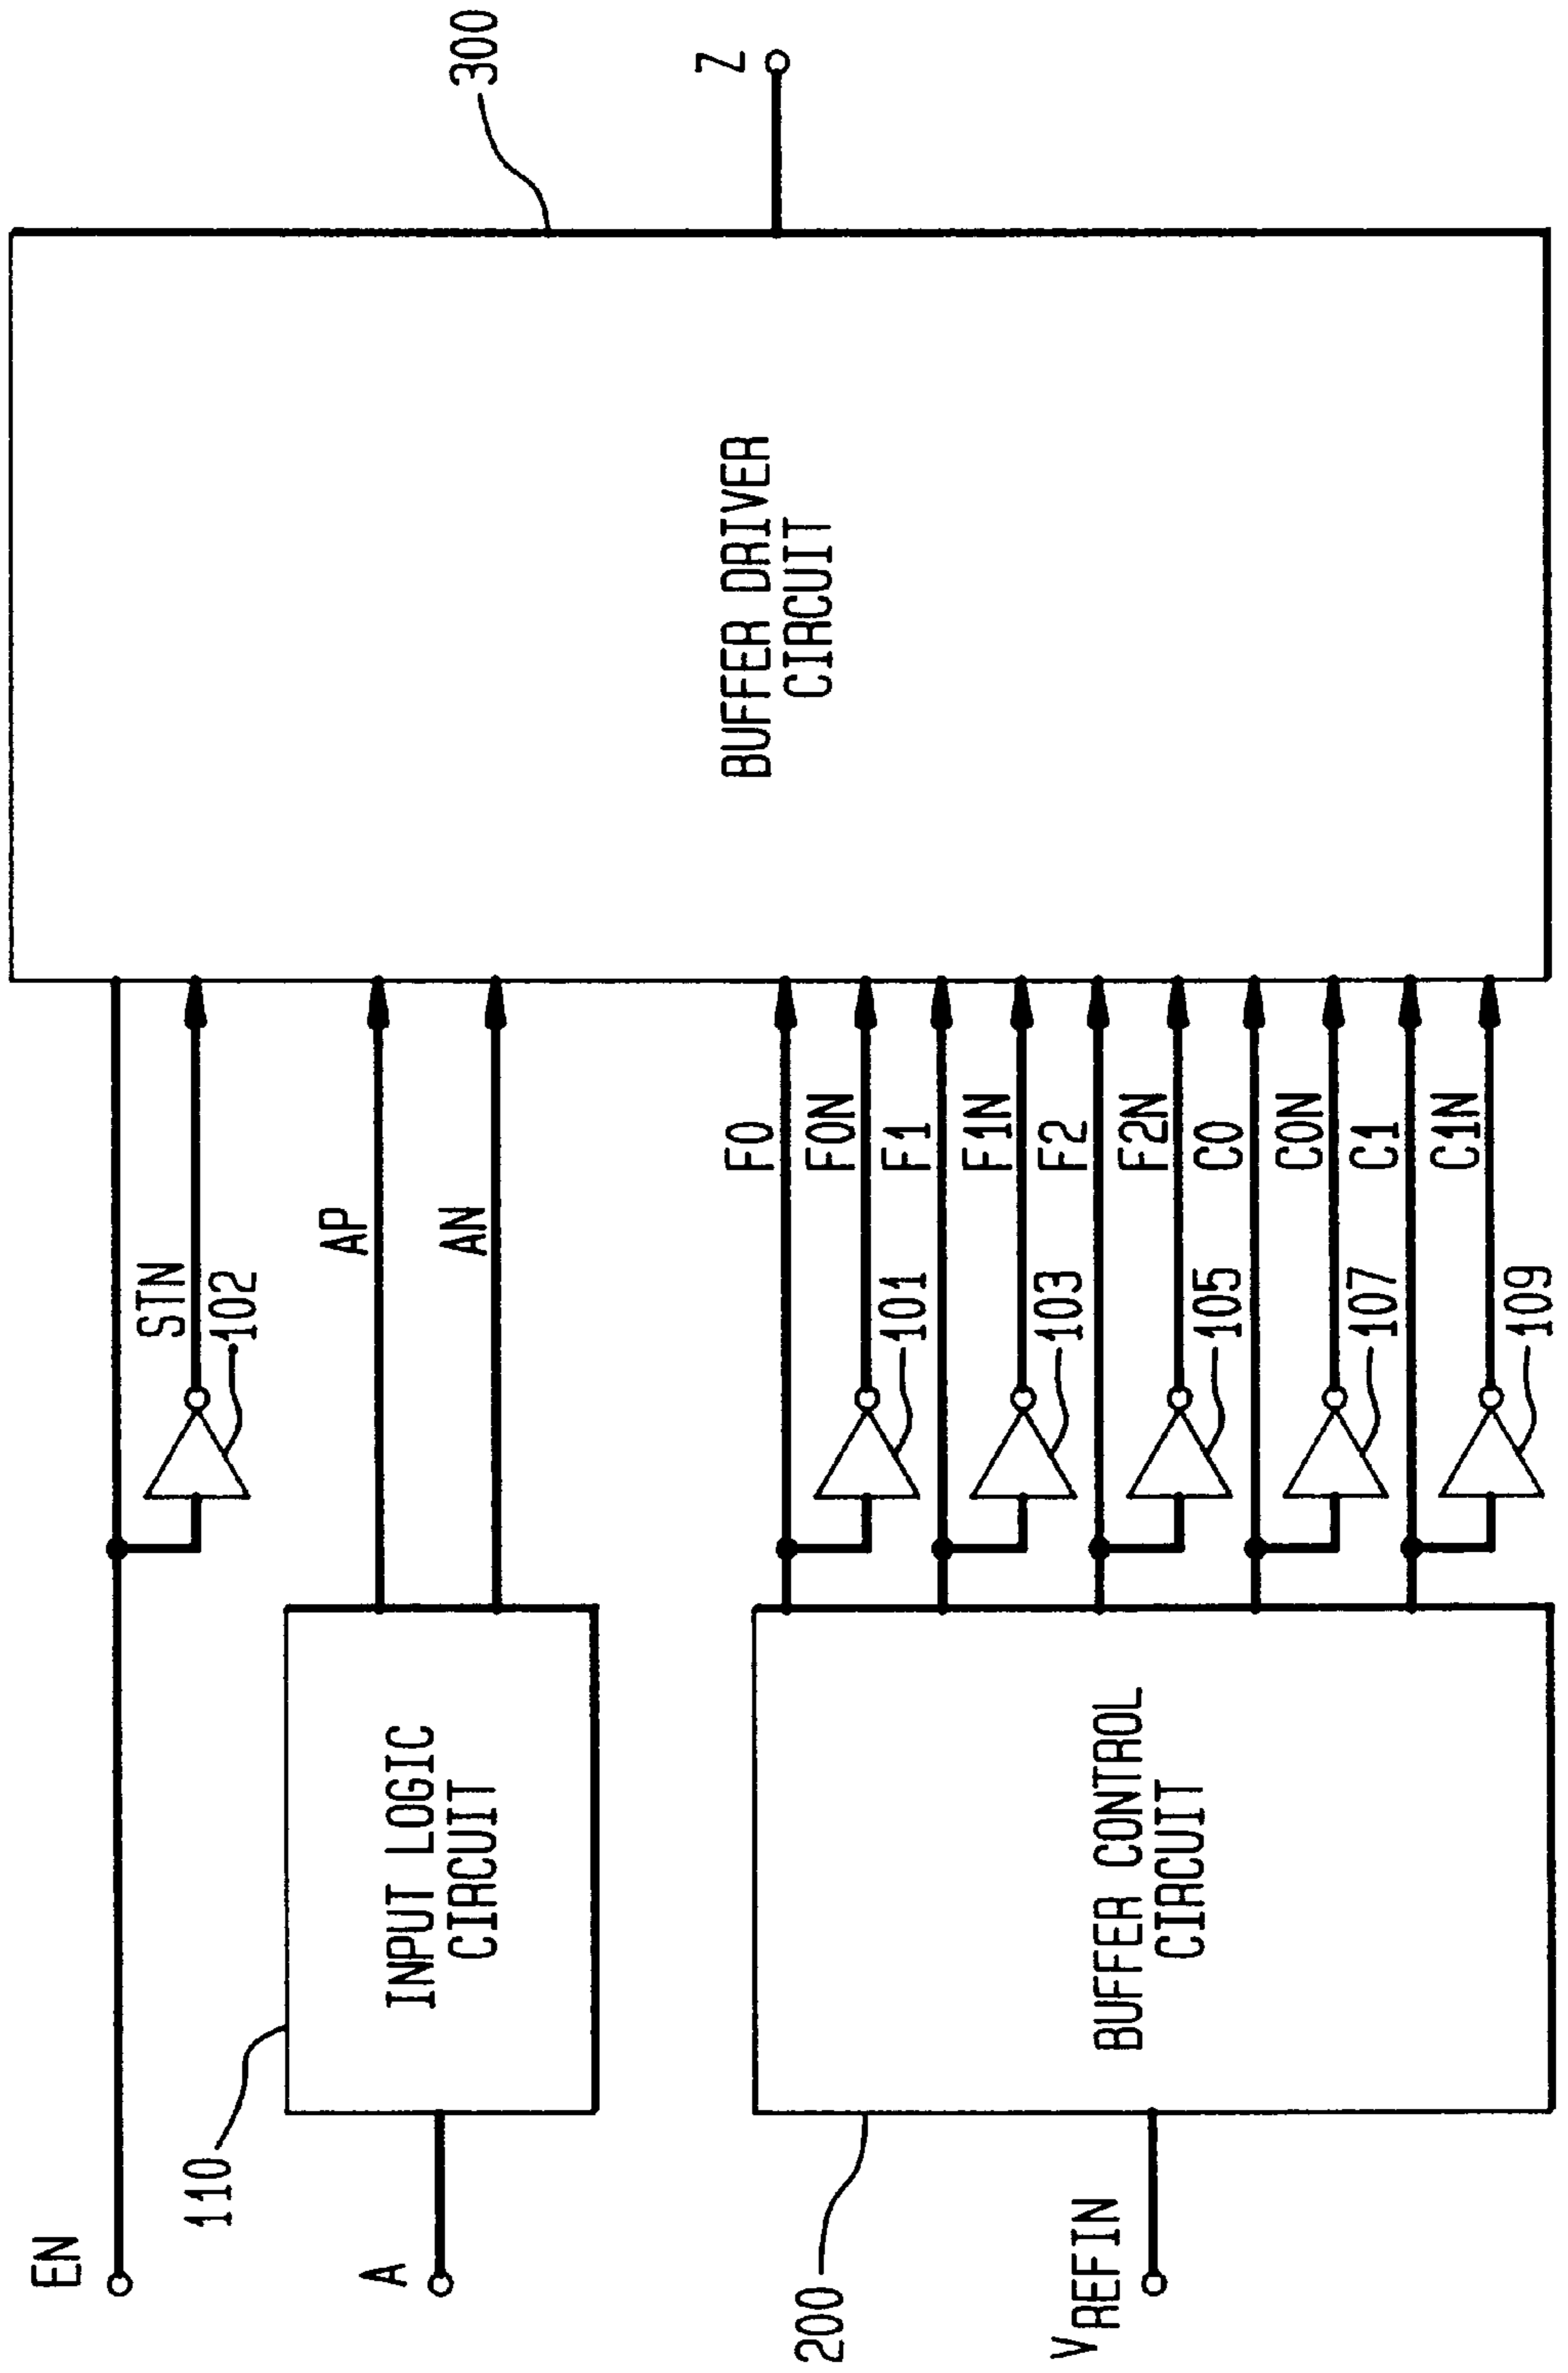 EN
STN
102
300
110
INPUT LOGIC
CIRCUIT
A
AP
AN
BUFFER DRIVER
CIRCUIT
Z
200
BUFFER CONTROL
CIRCUIT
VREFIN
F0
F0N
101
F1
F1N
103
F2
F2N
105
C0
C0N
107
C1
C1N
109